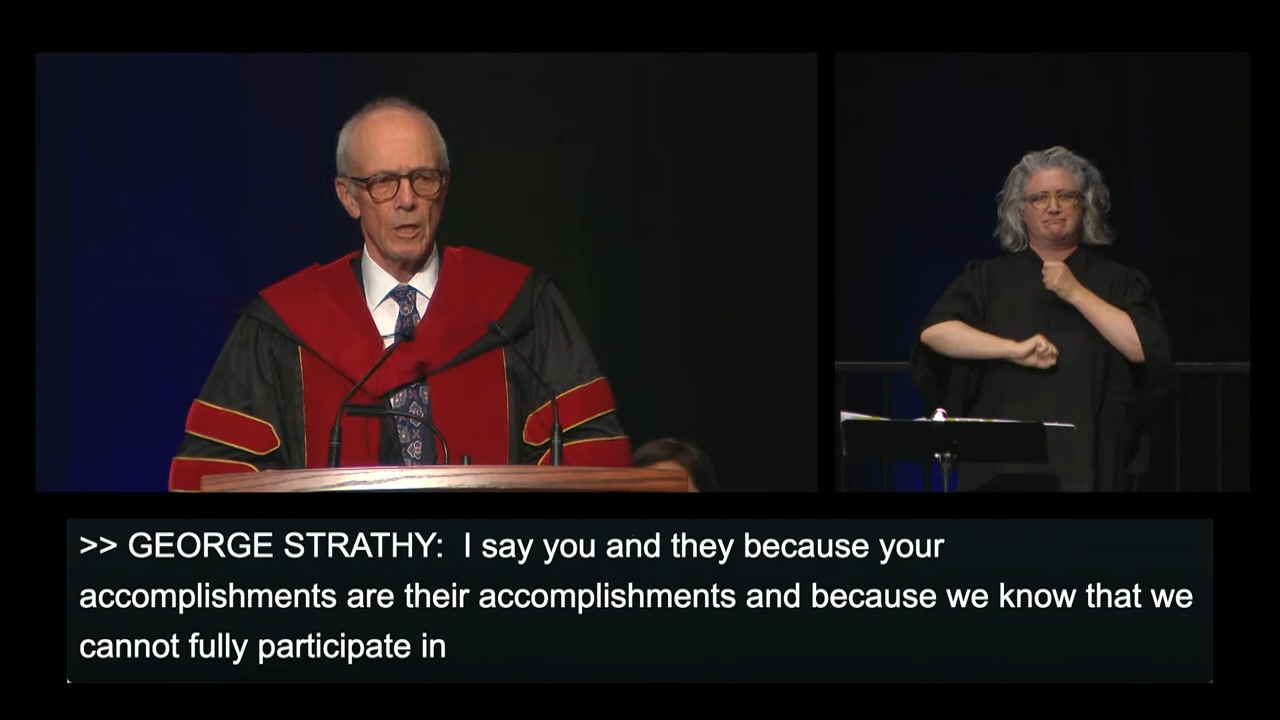 >> GEORGE STRATHY:  I say you and they because your
accomplishments are their accomplishments and because we know that we
cannot fully participate in